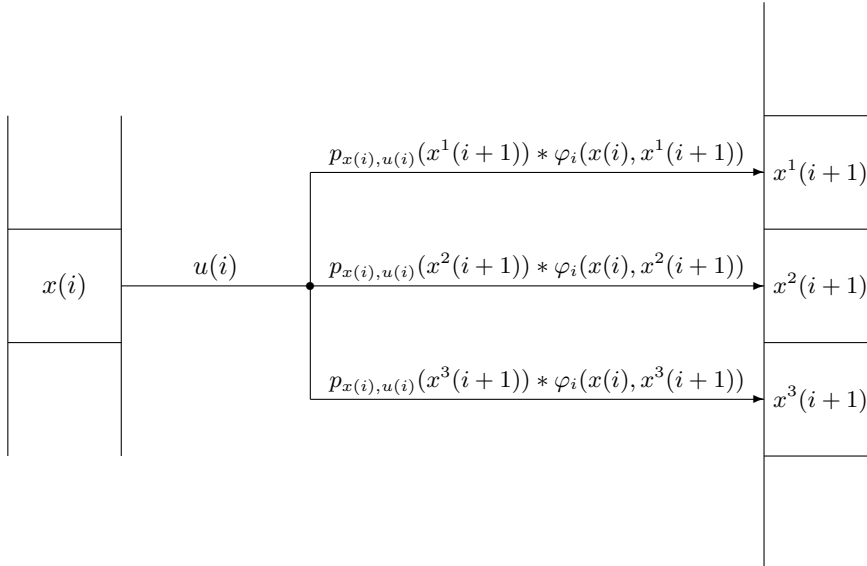 p_{x(i),u(i)}(x^1(i+1)) ∗ φ_i(x(i), x^1(i+1))
x^1(i+1)
x(i)
u(i)
p_{x(i),u(i)}(x^2(i+1)) ∗ φ_i(x(i), x^2(i+1))
x^2(i+1)
p_{x(i),u(i)}(x^3(i+1)) ∗ φ_i(x(i), x^3(i+1))
x^3(i+1)